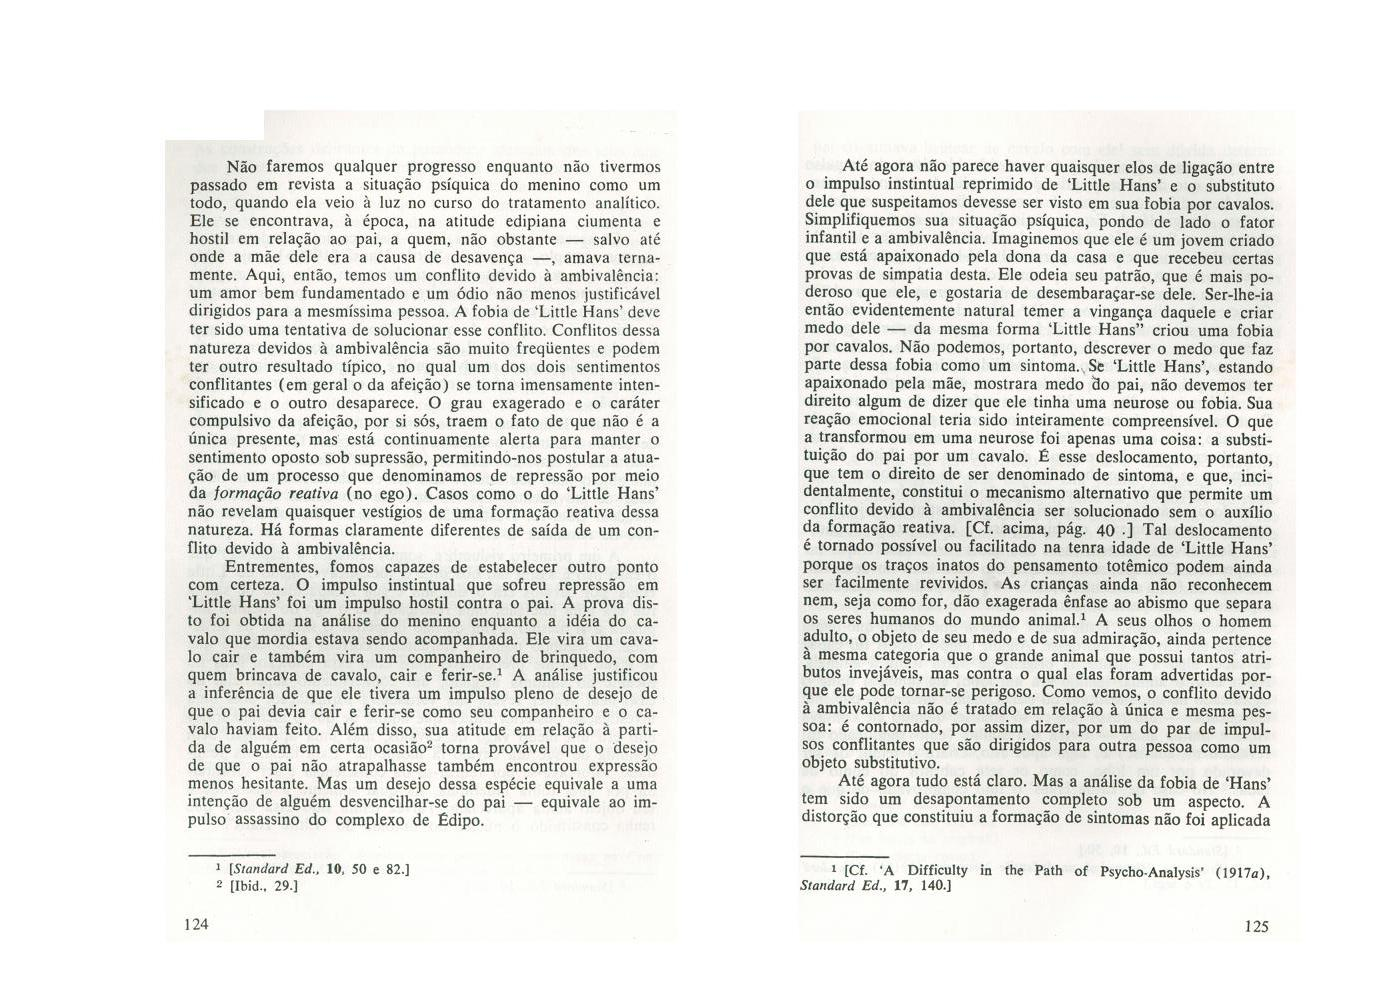 Não faremos qualquer progresso enquanto não tivermos
passado em revista a situação psíquica do menino como um
todo, quando ela veio à luz no curso do tratamento analítico.
Ele se encontrava, à época, na atitude edipiana ciumenta e
hostil em relação ao pai, a quem, não obstante — salvo até
onde a mãe dele era a causa de desavença —, amava terna-
mente. Aqui, então, temos um conflito devido à ambivalência:
um amor bem fundamentado e um ódio não menos justificável
dirigidos para a mesmíssima pessoa. A fobia de ‘Little Hans’ deve
ter sido uma tentativa de solucionar esse conflito. Conflitos dessa
natureza devidos à ambivalência são muito freqüentes e podem
ter outro resultado típico, no qual um dos dois sentimentos
conflitantes (em geral o da afeição) se torna imensamente inten-
sificado e o outro desaparece. O grau exagerado e o caráter
compulsivo da afeição, por si sós, traem o fato de que não é a
única presente, mas está continuamente alerta para manter o
sentimento oposto sob supressão, permitindo-nos postular a atua-
ção de um processo que denominamos de repressão por meio
da formação reativa (no ego). Casos como o do ‘Little Hans’
não revelam quaisquer vestígios de uma formação reativa dessa
natureza. Há formas claramente diferentes de saída de um con-
flito devido à ambivalência.
Entrementes, fomos capazes de estabelecer outro ponto
com certeza. O impulso instintual que sofreu repressão em
‘Little Hans’ foi um impulso hostil contra o pai. A prova dis-
to foi obtida na análise do menino enquanto a idéia do ca-
valo que mordia estava sendo acompanhada. Ele vira um cava-
lo cair e também vira um companheiro de brinquedo, com
quem brincava de cavalo, cair e ferir-se.¹ A análise justificou
a inferência de que ele tivera um impulso pleno de desejo de
que o pai devia cair e ferir-se como seu companheiro e o ca-
valo haviam feito. Além disso, sua atitude em relação à parti-
da de alguém em certa ocasião² torna provável que o desejo
de que o pai não atrapalhasse também encontrou expressão
menos hesitante. Mas um desejo dessa espécie equivale a uma
intenção de alguém desvencilhar-se do pai — equivale ao im-
pulso assassino do complexo de Édipo.
¹ [Standard Ed., 10, 50 e 82.]
² [Ibid., 29.]
124
Até agora não parece haver quaisquer elos de ligação entre
o impulso instintual reprimido de ‘Little Hans’ e o substituto
dele que suspeitamos devesse ser visto em sua fobia por cavalos.
Simplifiquemos sua situação psíquica, pondo de lado o fator
infantil e a ambivalência. Imaginemos que ele é um jovem criado
que está apaixonado pela dona da casa e que recebeu certas
provas de simpatia desta. Ele odeia seu patrão, que é mais po-
deroso que ele, e gostaria de desembaraçar-se dele. Ser-lhe-ia
então evidentemente natural temer a vingança daquele e criar
medo dele — da mesma forma ‘Little Hans” criou uma fobia
por cavalos. Não podemos, portanto, descrever o medo que faz
parte dessa fobia como um sintoma. Se ‘Little Hans’, estando
apaixonado pela mãe, mostrara medo do pai, não devemos ter
direito algum de dizer que ele tinha uma neurose ou fobia. Sua
reação emocional teria sido inteiramente compreensível. O que
a transformou em uma neurose foi apenas uma coisa: a substi-
tuição do pai por um cavalo. É esse deslocamento, portanto,
que tem o direito de ser denominado de sintoma, e que, inci-
dentalmente, constitui o mecanismo alternativo que permite um
conflito devido à ambivalência ser solucionado sem o auxílio
da formação reativa. [Cf. acima, pág. 40 .] Tal deslocamento
é tornado possível ou facilitado na tenra idade de ‘Little Hans’
porque os traços inatos do pensamento totêmico podem ainda
ser facilmente revividos. As crianças ainda não reconhecem
nem, seja como for, dão exagerada ênfase ao abismo que separa
os seres humanos do mundo animal.¹ A seus olhos o homem
adulto, o objeto de seu medo e de sua admiração, ainda pertence
à mesma categoria que o grande animal que possui tantos atri-
butos invejáveis, mas contra o qual elas foram advertidas por-
que ele pode tornar-se perigoso. Como vemos, o conflito devido
à ambivalência não é tratado em relação à única e mesma pes-
soa: é contornado, por assim dizer, por um do par de impul-
sos conflitantes que são dirigidos para outra pessoa como um
objeto substitutivo.
Até agora tudo está claro. Mas a análise da fobia de ‘Hans’
tem sido um desapontamento completo sob um aspecto. A
distorção que constituiu a formação de sintomas não foi aplicada
¹ [Cf. ‘A Difficulty in the Path of Psycho-Analysis’ (1917a),
Standard Ed., 17, 140.]
125